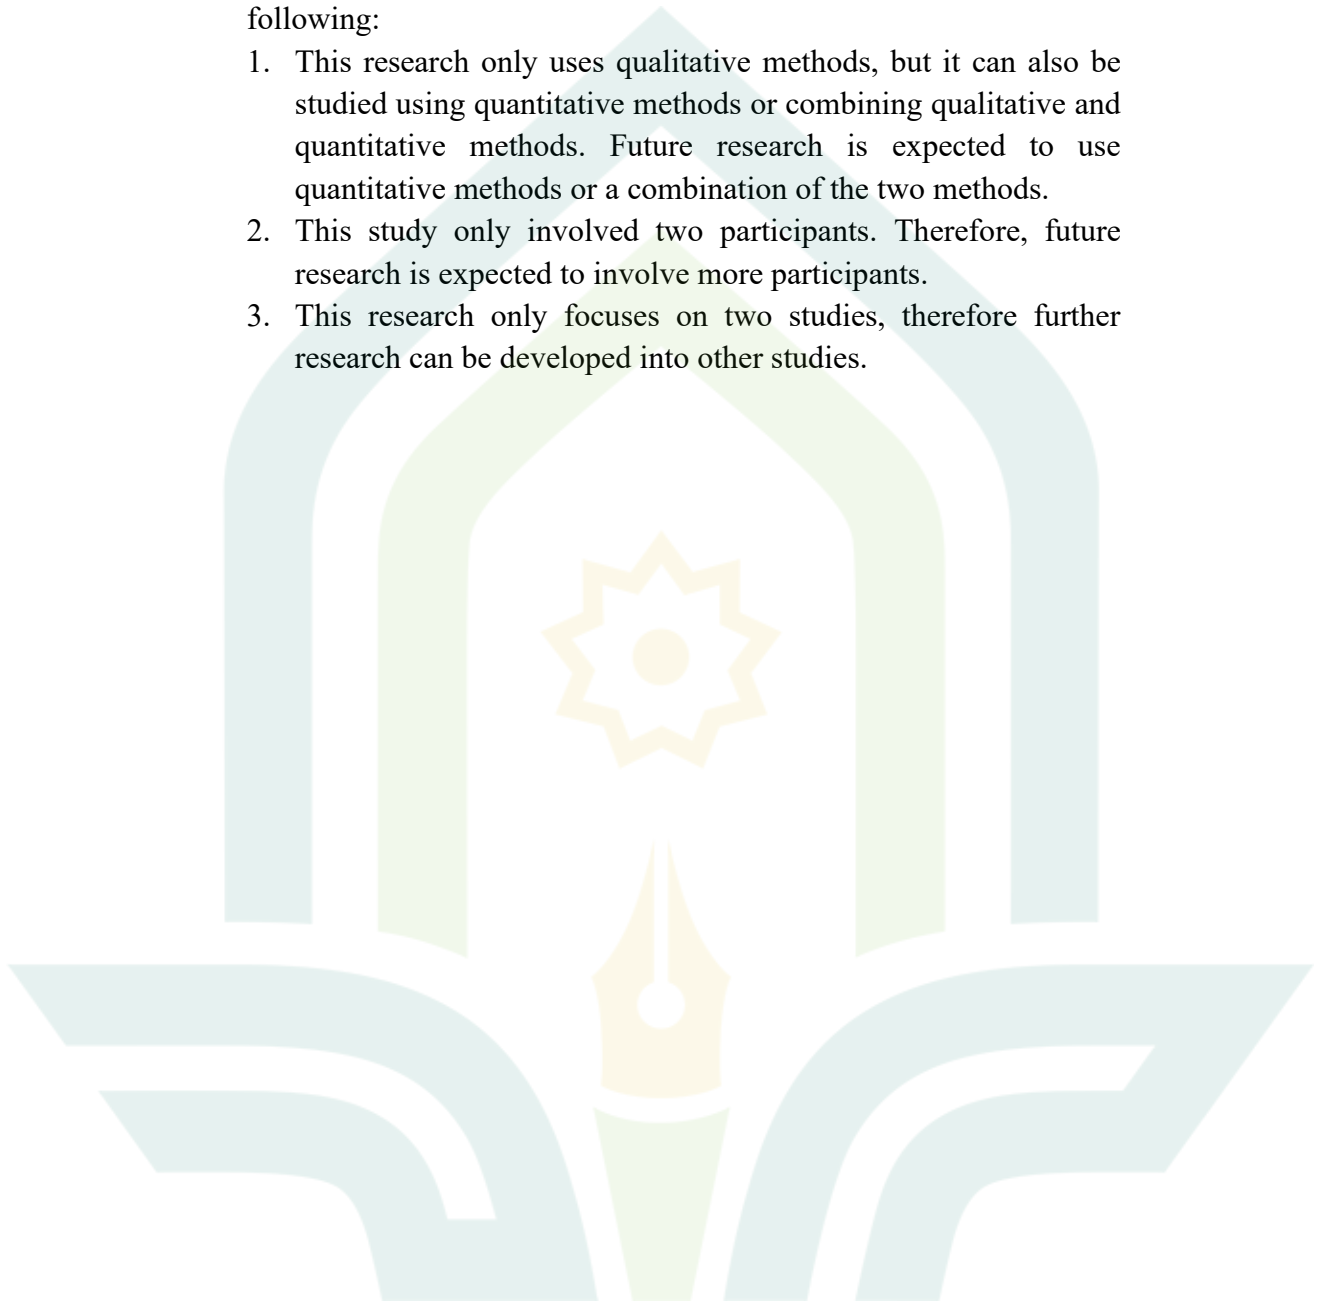 following:
1. This research only uses qualitative methods, but it can also be
studied using quantitative methods or combining qualitative and
quantitative methods. Future research is expected to use
quantitative methods or a combination of the two methods.
2. This study only involved two participants. Therefore, future
research is expected to involve more participants.
3. This research only focuses on two studies, therefore further
research can be developed into other studies.